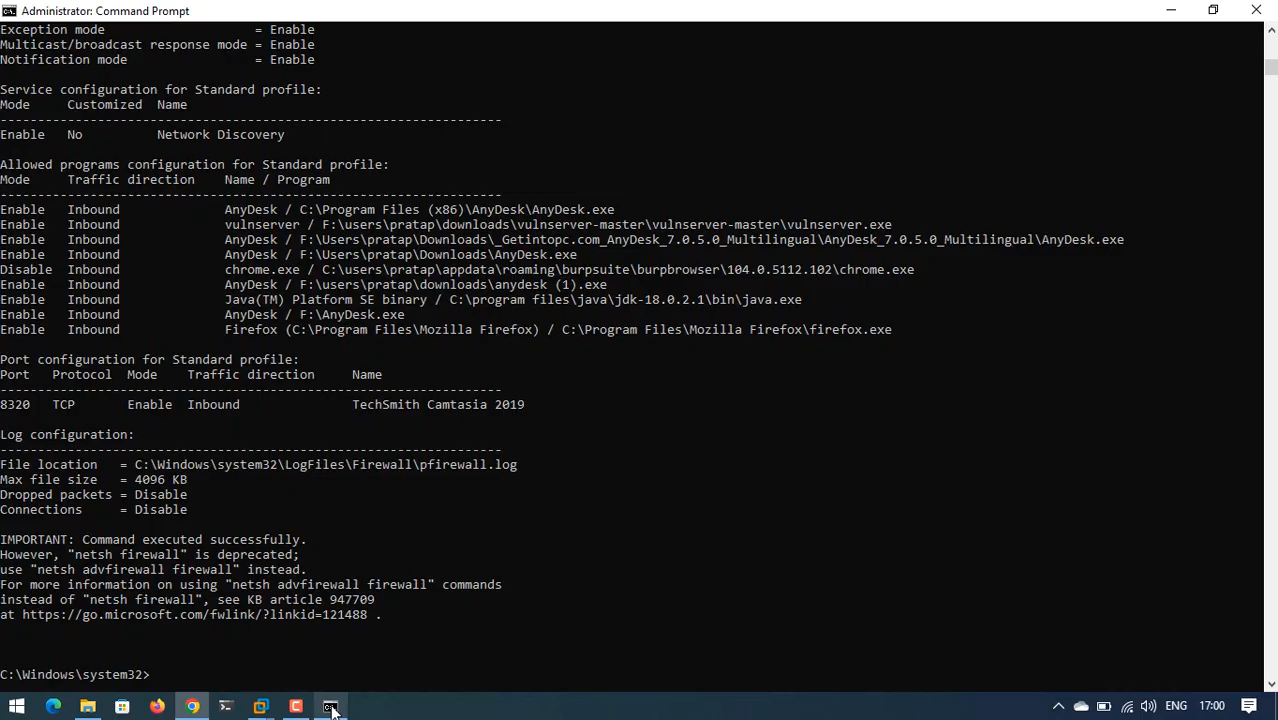 Administrator: Command Prompt
Exception mode = Enable
Multicast/broadcast response mode = Enable
Notification mode = Enable
Service configuration for Standard profile:
Mode Customized Name
-------------------------------------------------------------------
Enable No Network Discovery
Allowed programs configuration for Standard profile:
Mode Traffic direction Name / Program
-------------------------------------------------------------------
Enable Inbound AnyDesk / C:\Program Files (x86)\AnyDesk\AnyDesk.exe
Enable Inbound vulnserver / F:\users\pratap\downloads\vulnserver-master\vulnserver-master\vulnserver.exe
Enable Inbound AnyDesk / F:\Users\pratap\Downloads\_Getintopc.com_AnyDesk_7.0.5.0_Multilingual\AnyDesk_7.0.5.0_Multilingual\AnyDesk.exe
Enable Inbound AnyDesk / F:\Users\pratap\Downloads\AnyDesk.exe
Disable Inbound chrome.exe / C:\users\pratap\appdata\roaming\burpsuite\burpbrowser\104.0.5112.102\chrome.exe
Enable Inbound AnyDesk / F:\users\pratap\downloads\anydesk (1).exe
Enable Inbound Java(TM) Platform SE binary / C:\program files\java\jdk-18.0.2.1\bin\java.exe
Enable Inbound AnyDesk / F:\AnyDesk.exe
Enable Inbound Firefox (C:\Program Files\Mozilla Firefox) / C:\Program Files\Mozilla Firefox\firefox.exe
Port configuration for Standard profile:
Port Protocol Mode Traffic direction Name
-------------------------------------------------------------------
8320 TCP Enable Inbound TechSmith Camtasia 2019
Log configuration:
-------------------------------------------------------------------
File location = C:\Windows\system32\LogFiles\Firewall\pfirewall.log
Max file size = 4096 KB
Dropped packets = Disable
Connections = Disable
IMPORTANT: Command executed successfully.
However, "netsh firewall" is deprecated;
use "netsh advfirewall firewall" instead.
For more information on using "netsh advfirewall firewall" commands
instead of "netsh firewall", see KB article 947709
at https://go.microsoft.com/fwlink/?linkid=121488 .
C:\Windows\system32>
ENG 17:00